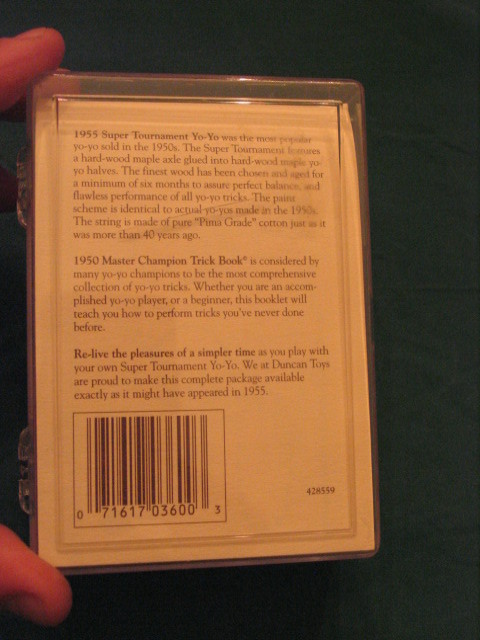 1955 Super Tournament Yo-Yo was the most popular
yo-yo sold in the 1950s. The Super Tournament features
a hard-wood maple axle glued into hard-wood maple yo-
yo halves. The finest wood has been chosen and aged for
a minimum of six months to assure perfect balance, and
flawless performance of all yo-yo tricks. The paint
scheme is identical to actual yo-yos made in the 1950s.
The string is made of pure "Pima Grade" cotton just as it
was more than 40 years ago.
1950 Master Champion Trick Book® is considered by
many yo-yo champions to be the most comprehensive
collection of yo-yo tricks. Whether you are an accom-
plished yo-yo player, or a beginner, this booklet will
teach you how to perform tricks you've never done
before.
Re-live the pleasures of a simpler time as you play with
your own Super Tournament Yo-Yo. We at Duncan Toys
are proud to make this complete package available
exactly as it might have appeared in 1955.
428559
0 71617 03600 3